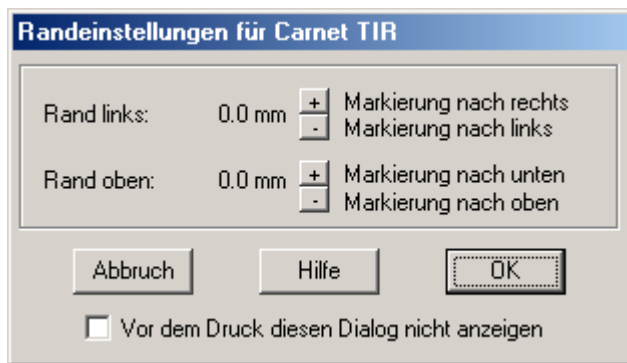 Randeinstellungen für Carnet TIR
Rand links: 0.0 mm + Markierung nach rechts
- Markierung nach links
Rand oben: 0.0 mm + Markierung nach unten
- Markierung nach oben
Abbruch Hilfe OK
Vor dem Druck diesen Dialog nicht anzeigen